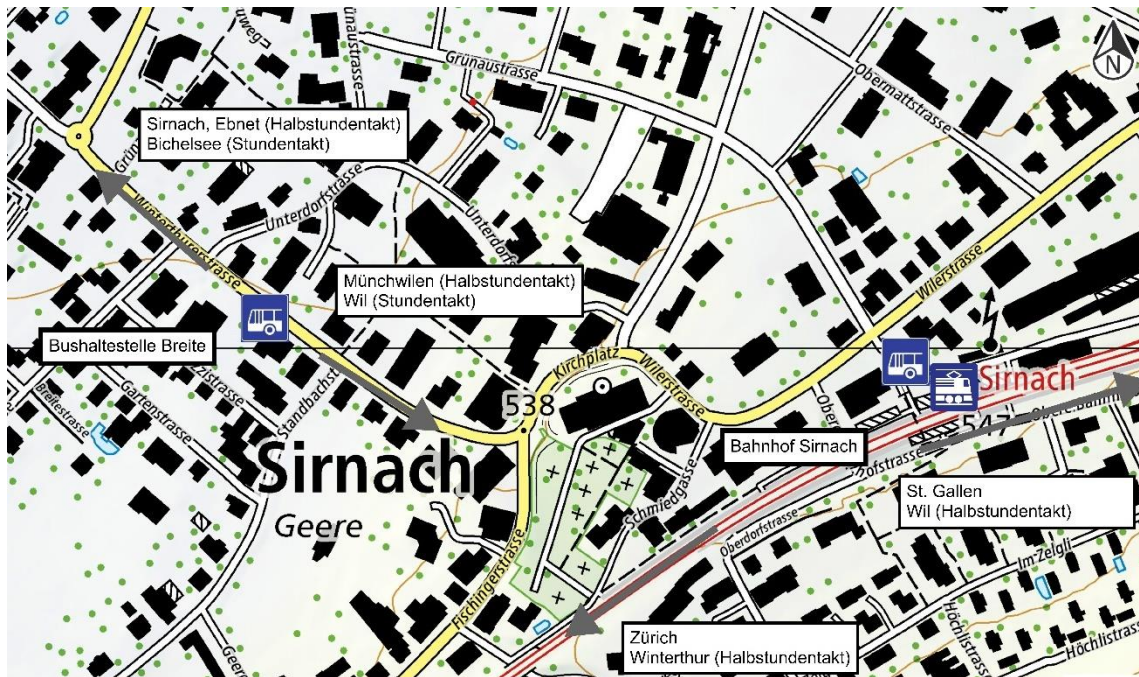 Grünaustrasse
Obermattstrasse
N
Sirnach, Ebnet (Halbstundentakt)
Bichelsee (Stundentakt)
Unterdorfstrasse
Winterthurerstrasse
Münchwilen (Halbstundentakt)
Wil (Stundentakt)
Wilerstrasse
Bushaltestelle Breite
Kirchplatz
Wilerstrasse
Sirnach
Gartenstrasse
Breitestrasse
Standbachst
538
Bahnhof Sirnach
547
Sirnach
Geere
Schmiedgasse
St. Gallen
Wil (Halbstundentakt)
Oberdorfstrasse
Im Zelgli
Fischingerstrasse
Zürich
Winterthur (Halbstundentakt)
Höchlistrasse